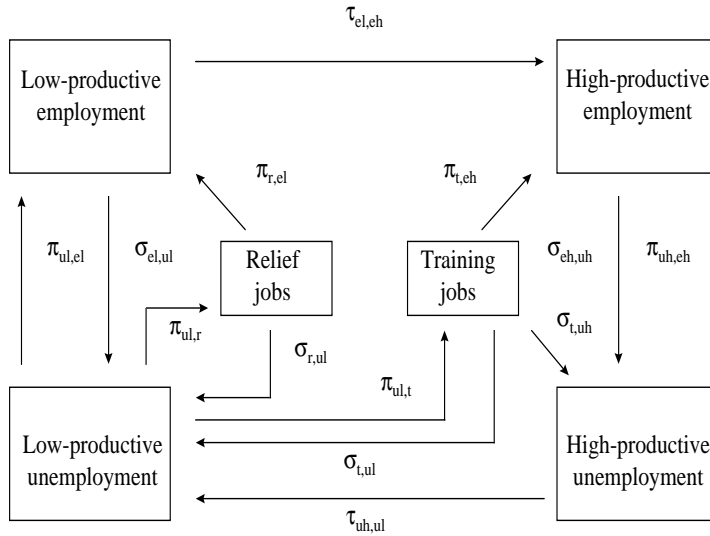 τel,eh
Low-productive
employment
High-productive
employment
πr,el
πt,eh
πul,el
σel,ul
Relief
jobs
Training
jobs
σeh,uh
πuh,eh
πul,r
σt,uh
σr,ul
πul,t
Low-productive
unemployment
High-productive
unemployment
σt,ul
τuh,ul